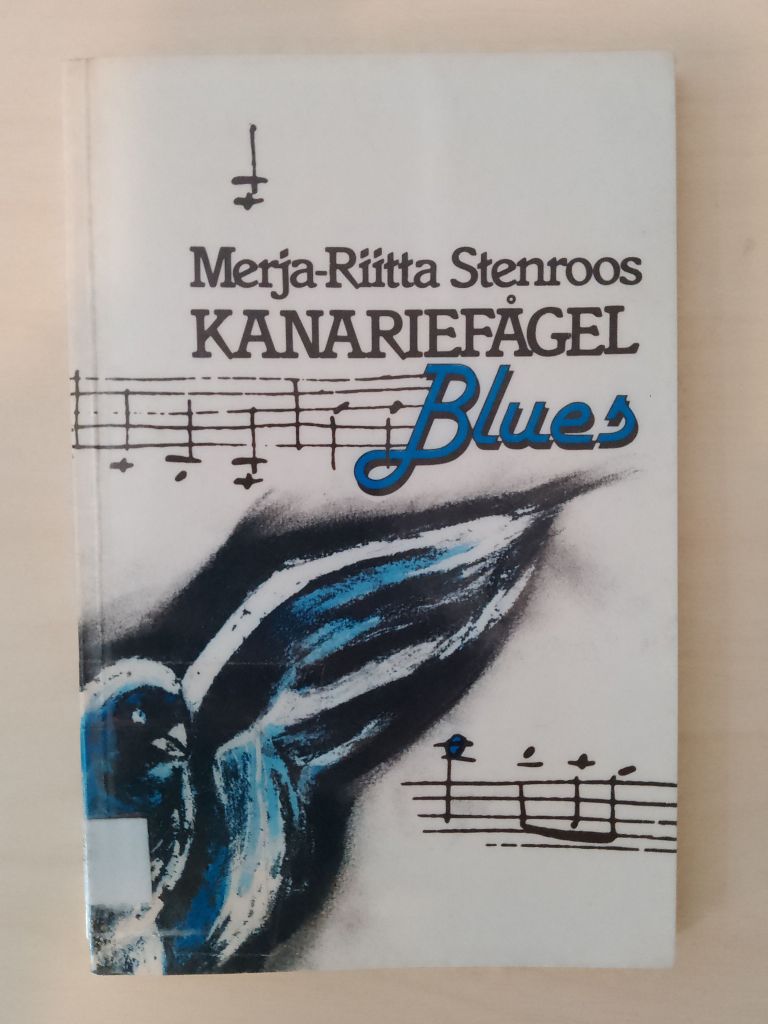 Merja-Riitta Stenroos
KANARIEFÅGEL
Blues